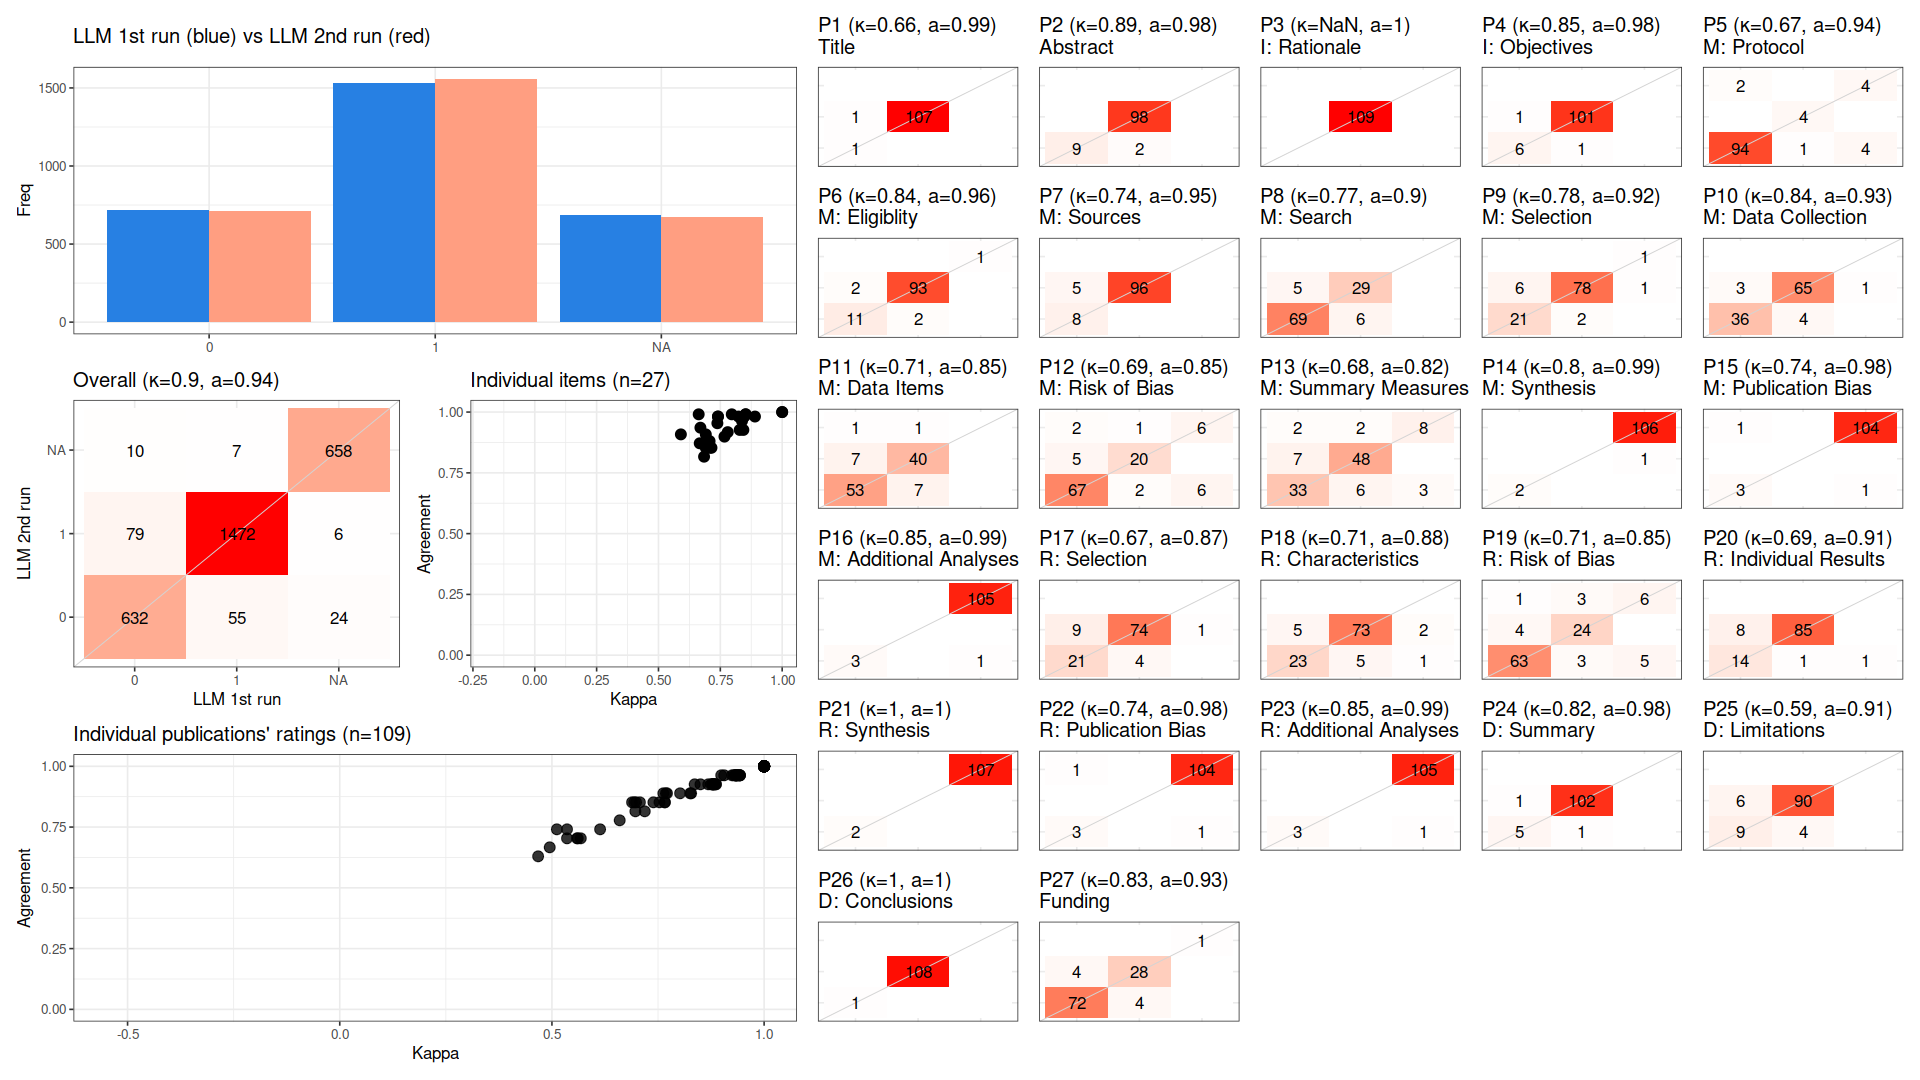 LLM 1st run (blue) vs LLM 2nd run (red)
Freq
1500
1000
500
0
0 1 NA
Overall (κ=0.9, a=0.94)
LLM 2nd run
NA 10 7 658
1 79 1472 6
0 632 55 24
0 1 NA
LLM 1st run
Individual items (n=27)
Agreement
1.00
0.75
0.50
0.25
0.00
-0.25 0.00 0.25 0.50 0.75 1.00
Kappa
Individual publications' ratings (n=109)
Agreement
1.00
0.75
0.50
0.25
0.00
-0.5 0.0 0.5 1.0
Kappa
P1 (κ=0.66, a=0.99)
Title
1 107
1
P2 (κ=0.89, a=0.98)
Abstract
98
9 2
P3 (κ=NaN, a=1)
I: Rationale
109
P4 (κ=0.85, a=0.98)
I: Objectives
1 101
6 1
P5 (κ=0.67, a=0.94)
M: Protocol
2 4
4
94 1 4
P6 (κ=0.84, a=0.96)
M: Eligiblity
1
2 93
11 2
P7 (κ=0.74, a=0.95)
M: Sources
5 96
8
P8 (κ=0.77, a=0.9)
M: Search
5 29
69 6
P9 (κ=0.78, a=0.92)
M: Selection
1
6 78 1
21 2
P10 (κ=0.84, a=0.93)
M: Data Collection
3 65 1
36 4
P11 (κ=0.71, a=0.85)
M: Data Items
1 1
7 40
53 7
P12 (κ=0.69, a=0.85)
M: Risk of Bias
2 1 6
5 20
67 2 6
P13 (κ=0.68, a=0.82)
M: Summary Measures
2 2 8
7 48
33 6 3
P14 (κ=0.8, a=0.99)
M: Synthesis
106
1
2
P15 (κ=0.74, a=0.98)
M: Publication Bias
1 104
3 1
P16 (κ=0.85, a=0.99)
M: Additional Analyses
105
3 1
P17 (κ=0.67, a=0.87)
R: Selection
9 74 1
21 4
P18 (κ=0.71, a=0.88)
R: Characteristics
5 73 2
23 5 1
P19 (κ=0.71, a=0.85)
R: Risk of Bias
1 3 6
4 24
63 3 5
P20 (κ=0.69, a=0.91)
R: Individual Results
8 85
14 1 1
P21 (κ=1, a=1)
R: Synthesis
107
2
P22 (κ=0.74, a=0.98)
R: Publication Bias
1 104
3 1
P23 (κ=0.85, a=0.99)
R: Additional Analyses
105
3 1
P24 (κ=0.82, a=0.98)
D: Summary
1 102
5 1
P25 (κ=0.59, a=0.91)
D: Limitations
6 90
9 4
P26 (κ=1, a=1)
D: Conclusions
108
1
P27 (κ=0.83, a=0.93)
Funding
1
4 28
72 4